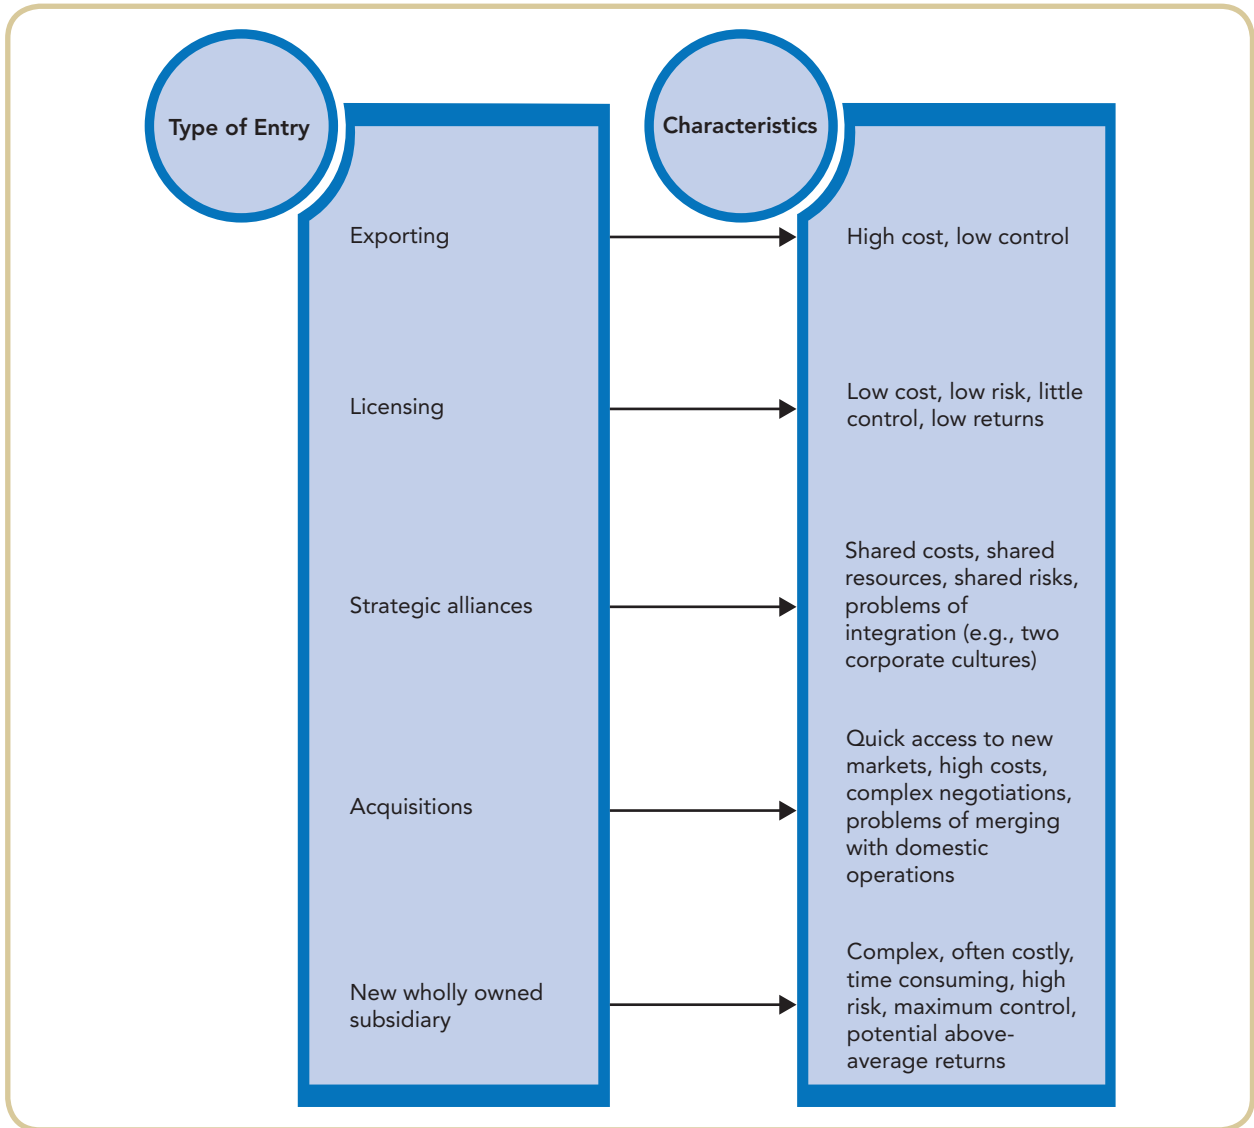 Type of Entry
Characteristics
Exporting
High cost, low control
Licensing
Low cost, low risk, little
control, low returns
Strategic alliances
Shared costs, shared
resources, shared risks,
problems of
integration (e.g., two
corporate cultures)
Acquisitions
Quick access to new
markets, high costs,
complex negotiations,
problems of merging
with domestic
operations
New wholly owned
subsidiary
Complex, often costly,
time consuming, high
risk, maximum control,
potential above-
average returns